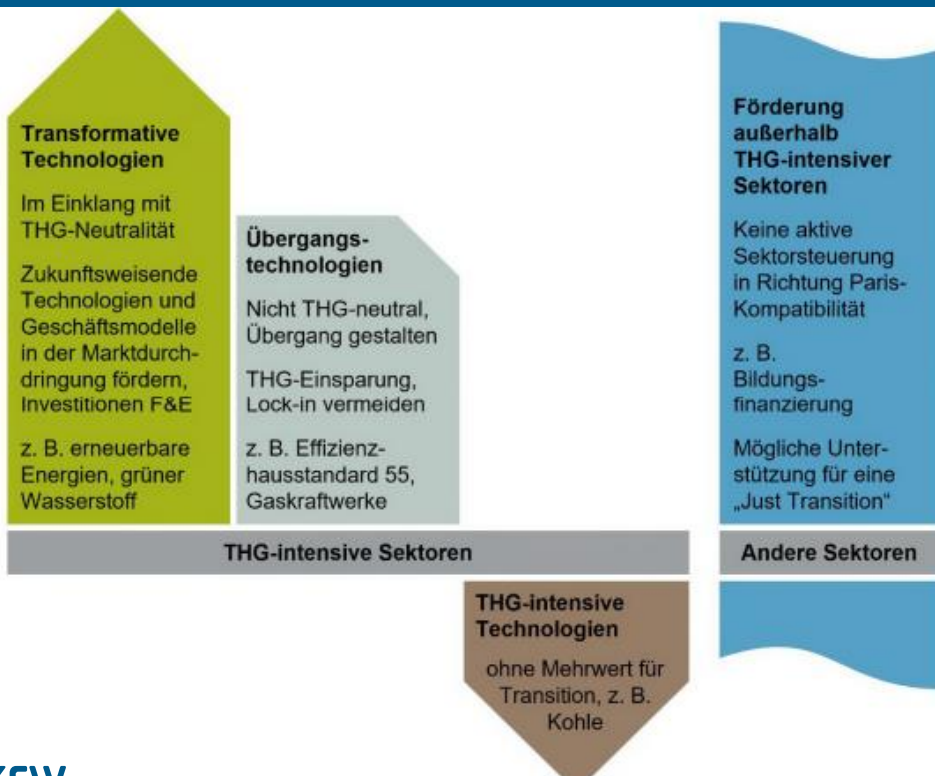 Transformative
Technologien
Im Einklang mit
THG-Neutralität
Zukunftsweisende
Technologien und
Geschäftsmodelle
in der Marktdurch-
dringung fördern,
Investitionen F&E
z. B. erneuerbare
Energien, grüner
Wasserstoff
Übergangs-
technologien
Nicht THG-neutral,
Übergang gestalten
THG-Einsparung,
Lock-in vermeiden
z. B. Effizienz-
hausstandard 55,
Gaskraftwerke
Förderung
außerhalb
THG-intensiver
Sektoren
Keine aktive
Sektorsteuerung
in Richtung Paris-
Kompatibilität
z. B.
Bildungs-
finanzierung
Mögliche Unter-
stützung für eine
„Just Transition“
THG-intensive Sektoren
Andere Sektoren
THG-intensive
Technologien
ohne Mehrwert für
Transition, z. B.
Kohle